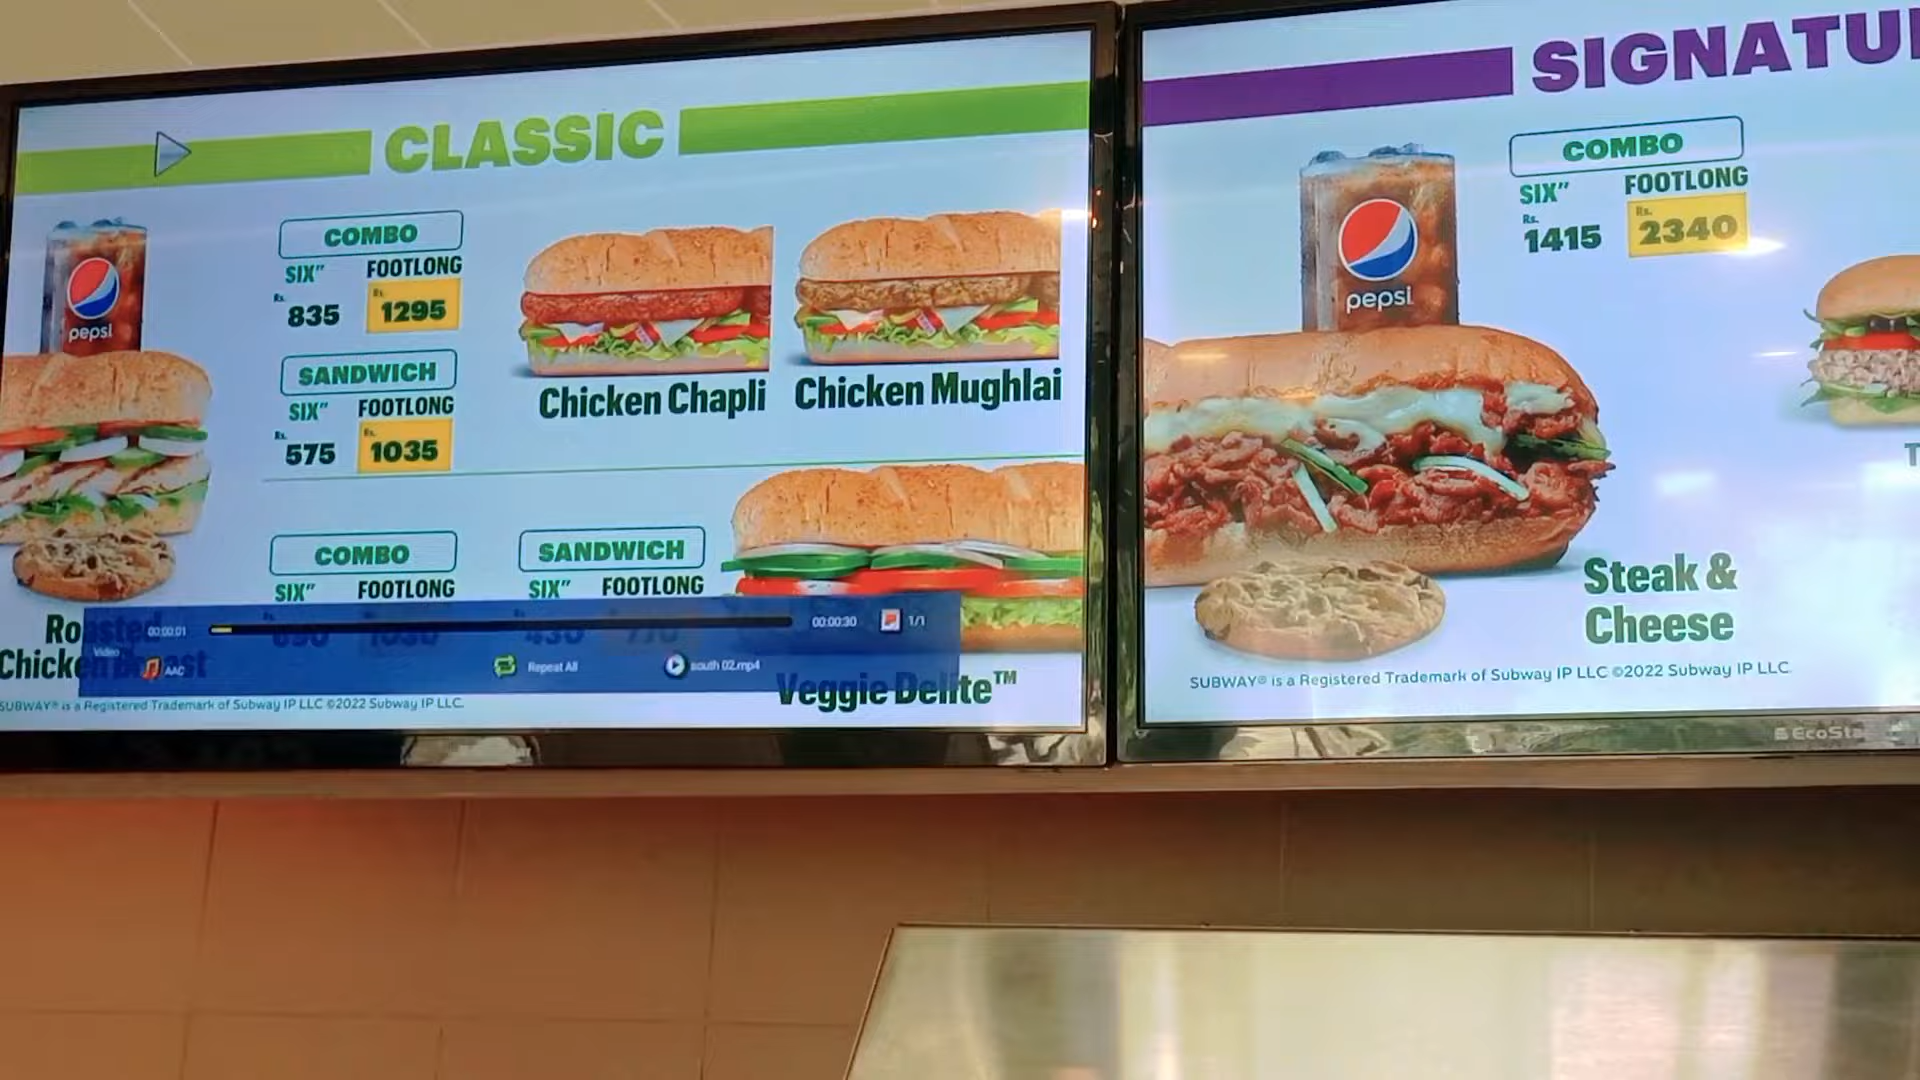 CLASSIC
pepsi
COMBO
SIX" FOOTLONG
Rs. 835 Rs. 1295
SANDWICH
SIX" FOOTLONG
Rs. 575 Rs. 1035
Chicken Chapli
Chicken Mughlai
COMBO
SIX" FOOTLONG
SANDWICH
SIX" FOOTLONG
Roasted
Chicken Breast
00:00:01
00:00:30
1/1
Video
AAC
Repeat All
south 02.mp4
Veggie Delite™
SUBWAY® is a Registered Trademark of Subway IP LLC ©2022 Subway IP LLC.
SIGNATU
pepsi
COMBO
SIX" FOOTLONG
Rs. 1415 Rs. 2340
T
Steak &
Cheese
SUBWAY® is a Registered Trademark of Subway IP LLC ©2022 Subway IP LLC
EcoSta